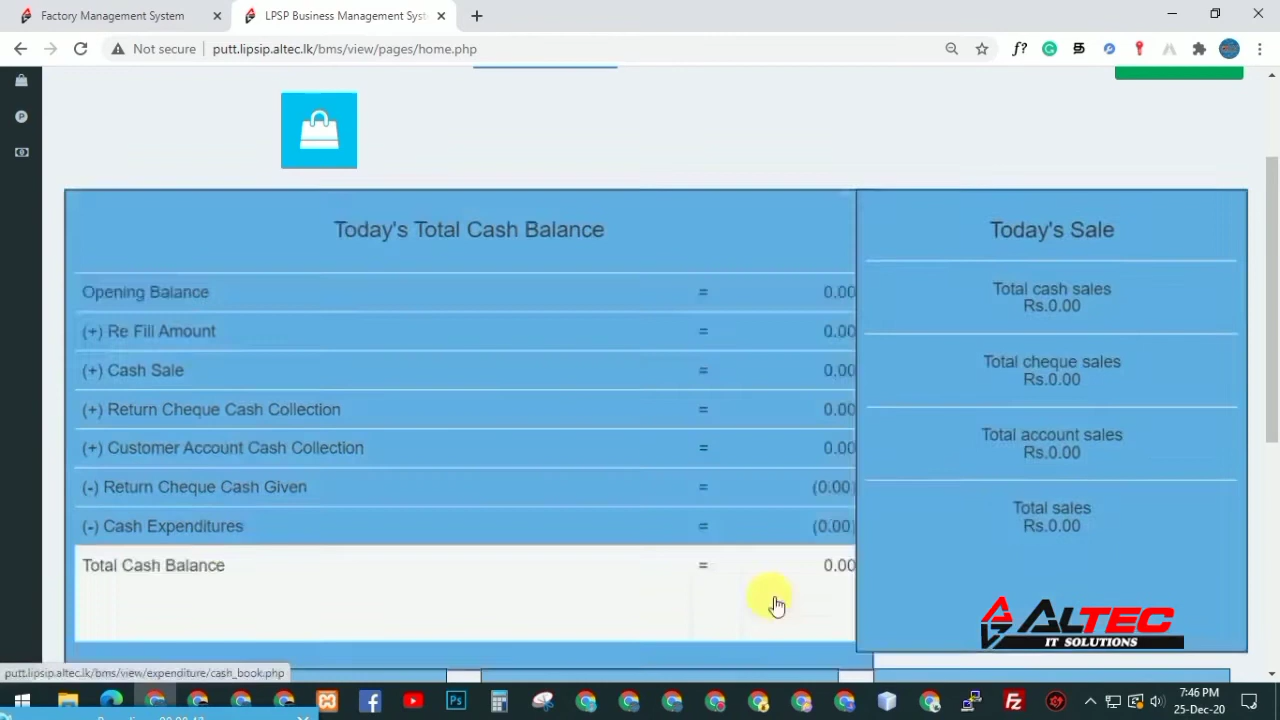 Factory Management System
LPSP Business Management Syst
Not secure
putt.lipsip.altec.lk/bms/view/pages/home.php
f?
Today's Total Cash Balance
Opening Balance = 0.00
(+) Re Fill Amount = 0.00
(+) Cash Sale = 0.00
(+) Return Cheque Cash Collection = 0.00
(+) Customer Account Cash Collection = 0.00
(-) Return Cheque Cash Given = (0.00)
(-) Cash Expenditures = (0.00)
Total Cash Balance = 0.00
Today's Sale
Total cash sales
Rs.0.00
Total cheque sales
Rs.0.00
Total account sales
Rs.0.00
Total sales
Rs.0.00
ALTEC
IT SOLUTIONS
putt.lipsip.altec.lk/bms/view/expenditure/cash_book.php
Ps
FZ
7:46 PM
25-Dec-20